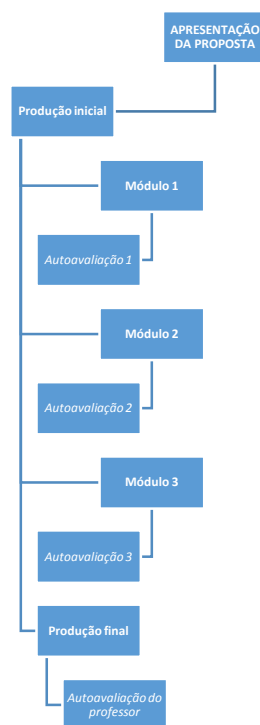 APRESENTAÇÃO
DA PROPOSTA
Produção inicial
Módulo 1
Autoavaliação 1
Módulo 2
Autoavaliação 2
Módulo 3
Autoavaliação 3
Produção final
Autoavaliação do
professor